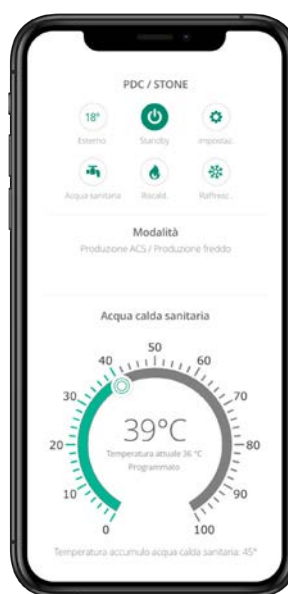 PDC / STONE
18°
Esterno Standby Impostaz.
Acqua sanitaria Riscald. Raffresc.
Modalità
Produzione ACS / Produzione freddo
Acqua calda sanitaria
0 10 20 30 40 50 60 70 80 90 100
39°C
Temperatura attuale 36 °C
Programmato
Temperatura accumulo acqua calda sanitaria: 45°